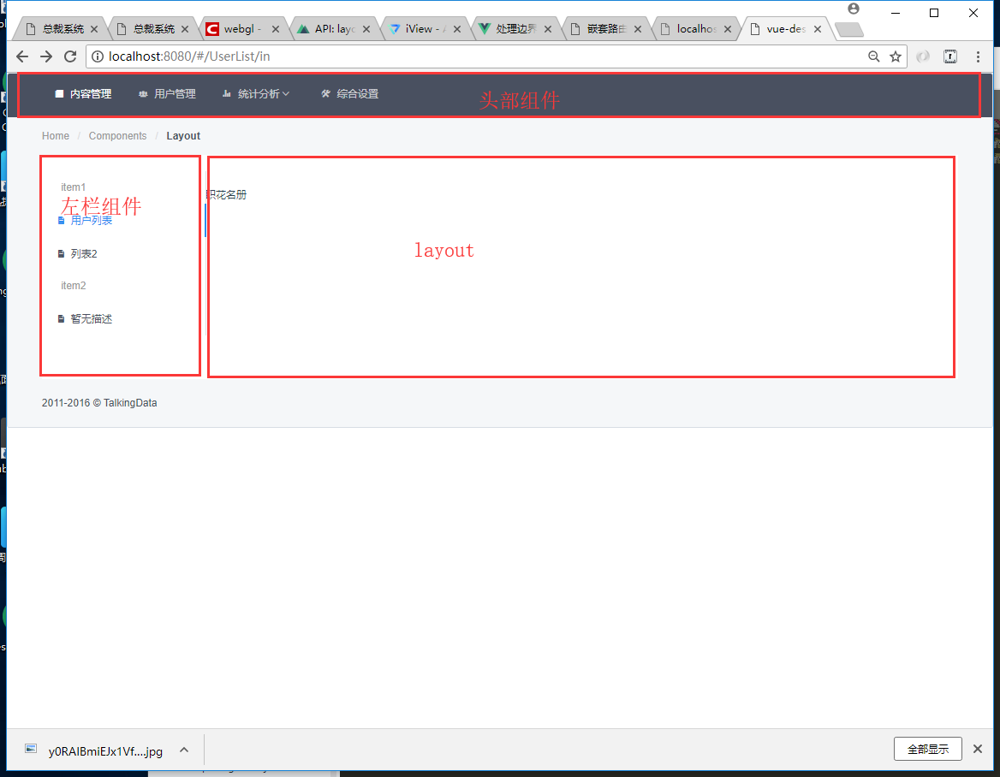 总裁系统
总裁系统
webgl -
API: layo
iView - A
处理边界
嵌套路由
localhos
vue-des
localhost:8080/#/UserList/in
内容管理
用户管理
统计分析
综合设置
头部组件
Home / Components / Layout
item1
左栏组件
用户列表
职花名册
列表2
layout
item2
暂无描述
2011-2016 © TalkingData
y0RAIBmiEJx1Vf....jpg
全部显示